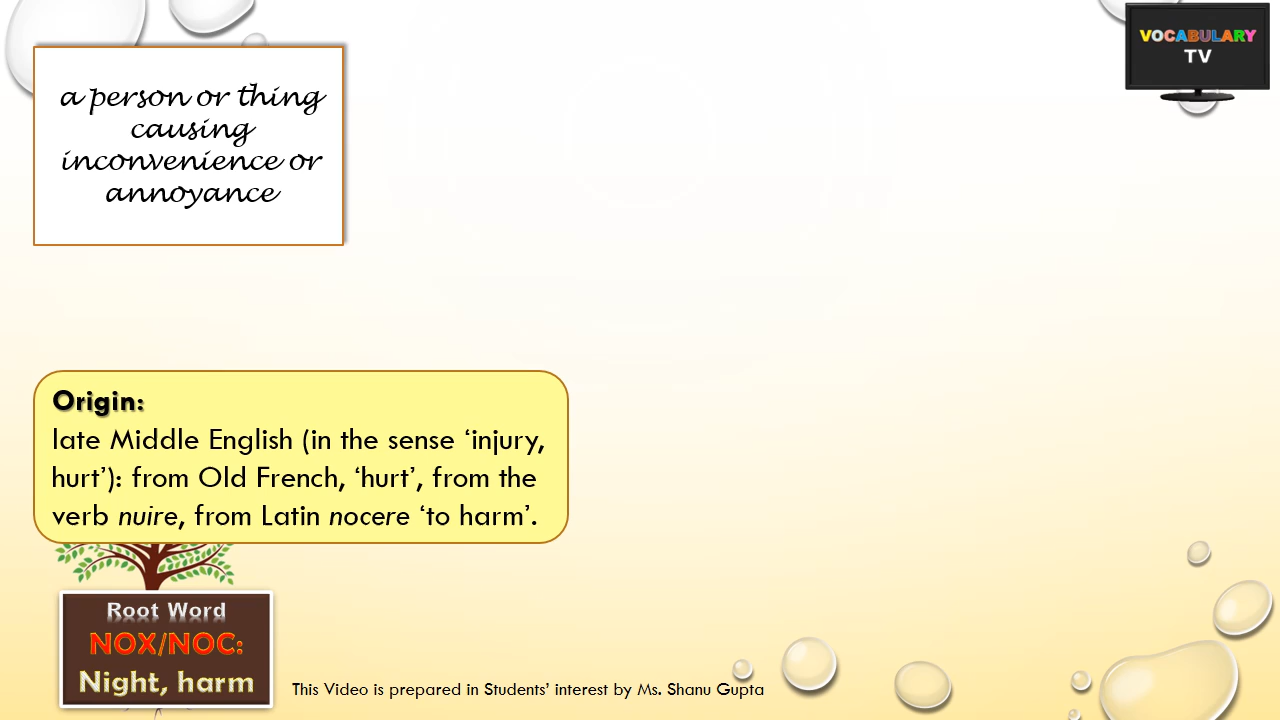 VOCABULARY
TV
a person or thing
causing
inconvenience or
annoyance
Origin:
late Middle English (in the sense ‘injury,
hurt’): from Old French, ‘hurt’, from the
verb nuire, from Latin nocere ‘to harm’.
Root Word
NOX/NOC:
Night, harm
This Video is prepared in Students’ interest by Ms. Shanu Gupta